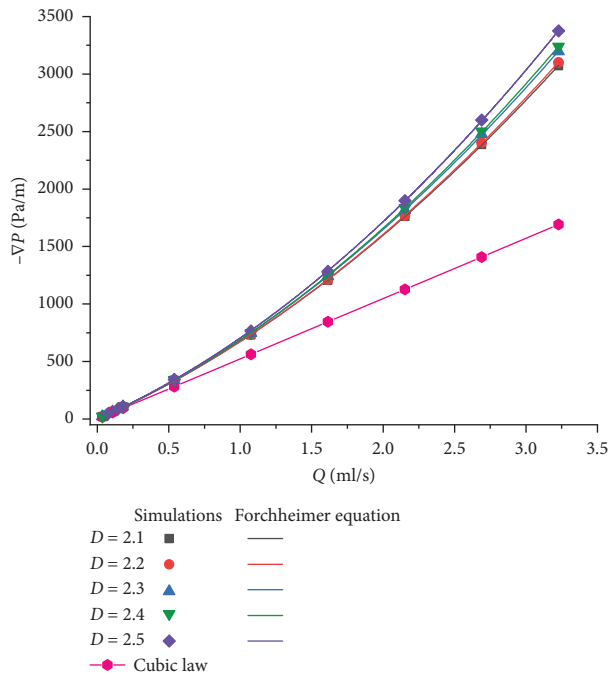 3500
3000
2500
2000
1500
1000
500
0
−∇P (Pa/m)
0.0 0.5 1.0 1.5 2.0 2.5 3.0 3.5
Q (ml/s)
Simulations Forchheimer equation
D = 2.1
D = 2.2
D = 2.3
D = 2.4
D = 2.5
Cubic law